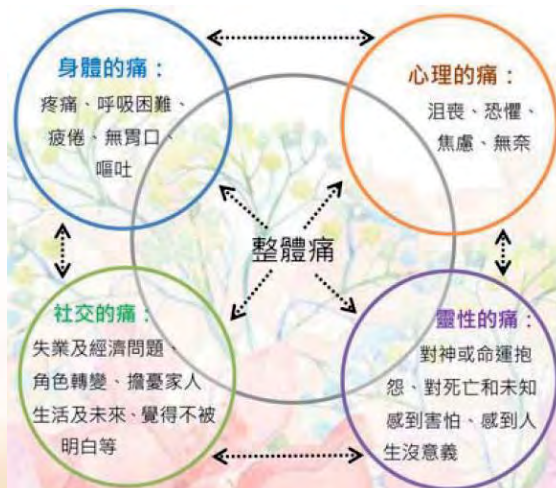 身體的痛：
疼痛、呼吸困難、
疲倦、無胃口、
嘔吐
心理的痛：
沮喪、恐懼、
焦慮、無奈
整體痛
社交的痛：
失業及經濟問題、
角色轉變、擔憂家人
生活及未來、覺得不被
明白等
靈性的痛：
對神或命運抱
怨、對死亡和未知
感到害怕、感到人
生沒意義